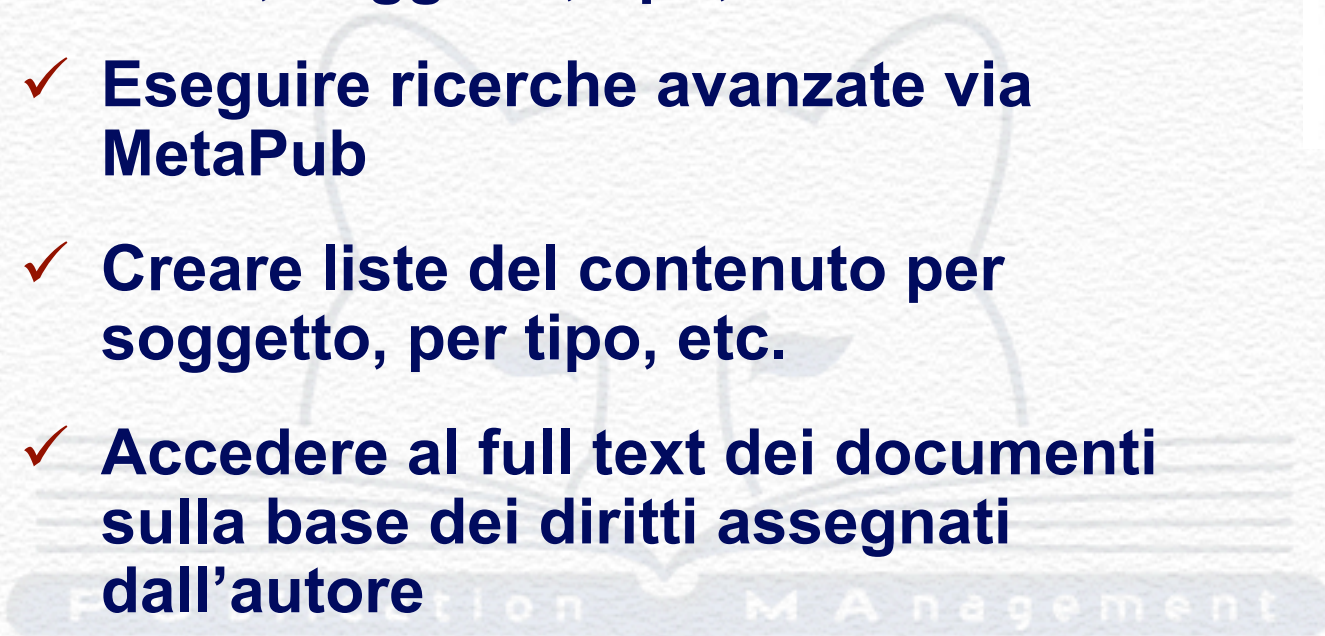 ✓ Eseguire ricerche avanzate via
MetaPub
✓ Creare liste del contenuto per
soggetto, per tipo, etc.
✓ Accedere al full text dei documenti
sulla base dei diritti assegnati
dall’autore
MAnagement